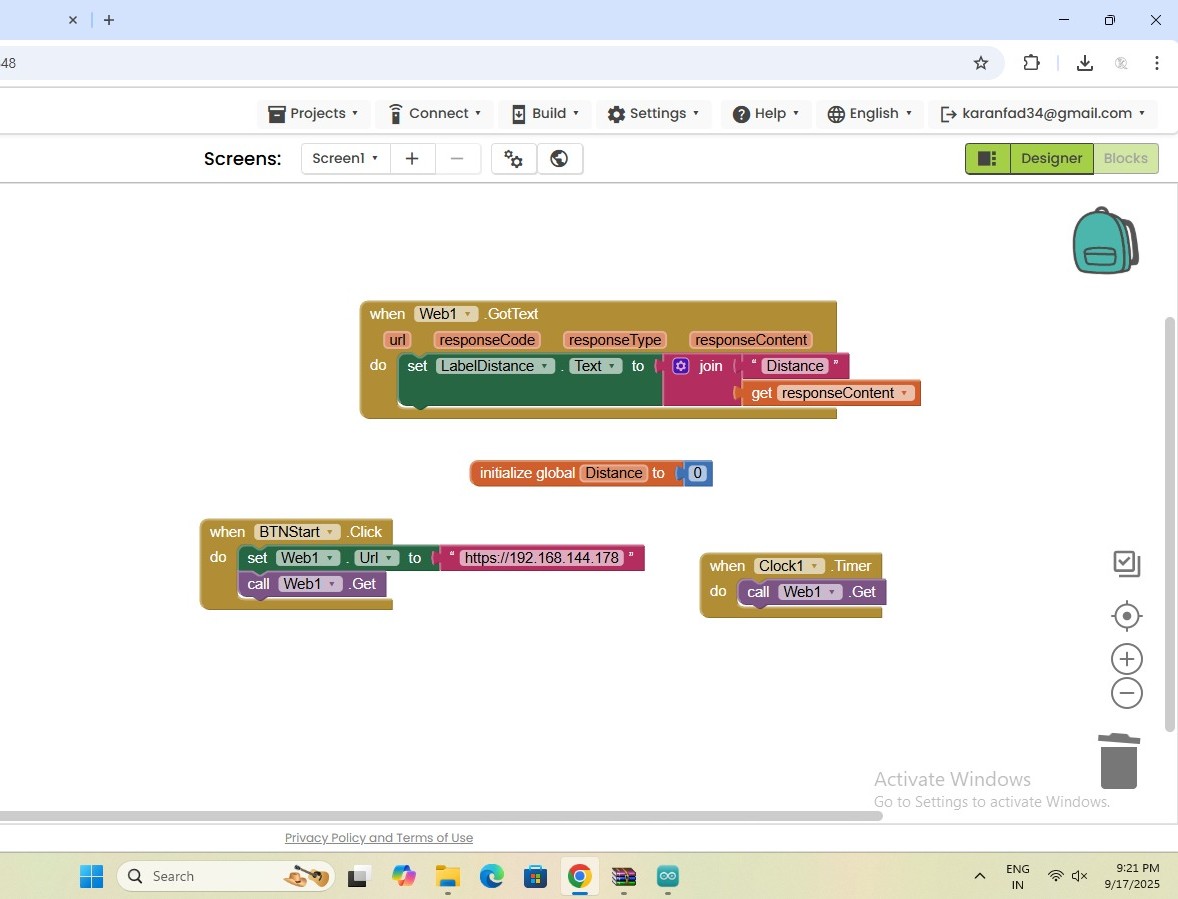 48
Projects Connect Build Settings Help English karanfad34@gmail.com
Screens: Screen1 Designer Blocks
when Web1 .GotText
url responseCode responseType responseContent
do set LabelDistance . Text to join “ Distance ”
get responseContent
initialize global Distance to 0
when BTNStart .Click
do set Web1 . Url to “ https://192.168.144.178 ”
call Web1 .Get
when Clock1 .Timer
do call Web1 .Get
Activate Windows
Go to Settings to activate Windows.
Privacy Policy and Terms of Use
Search
ENG
IN
9:21 PM
9/17/2025